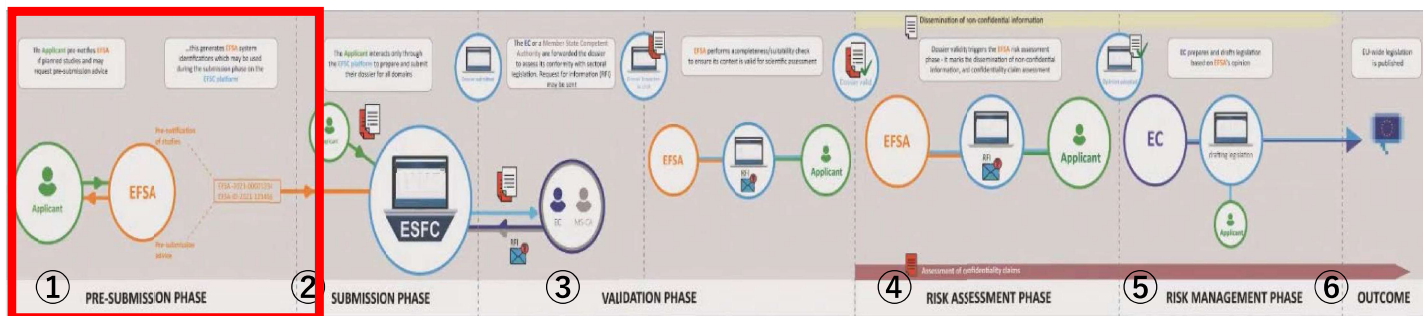 The Applicant pre-notifies EFSA
if planned studies and may
request pre-submission advice
...this generates EFSA system
identifications which may be used
during the submission phase on the
EFSC platform
Pre-notification
of studies
Applicant
EFSA
Pre-submission
advice
① PRE-SUBMISSION PHASE
The Applicant interacts only through
the EFSC platform to prepare and submit
their dossier for all domains
Applicant
ESFC
② SUBMISSION PHASE
The EC or a Member State Competent
Authority are forwarded the dossier
to assess its conformity with sectoral
legislation. Request for information (RFI)
may be sent
RFI
EC
EFSA performs a completeness/suitability check
to ensure its content is valid for scientific assessment
EFSA
RFI
Applicant
③ VALIDATION PHASE
Dissemination of non-confidential information
Dossier valid
Dossier validity triggers the EFSA risk assessment
phase - it marks the dissemination of non-confidential
information, and confidentiality claims assessment
EFSA
RFI
Applicant
Assessment of confidentiality claims
④ RISK ASSESSMENT PHASE
Opinion adopted
EC prepares and drafts legislation
based on EFSA's opinion
EC
drafting legislation
Applicant
⑤ RISK MANAGEMENT PHASE
EU-wide legislation
is published
⑥ OUTCOME